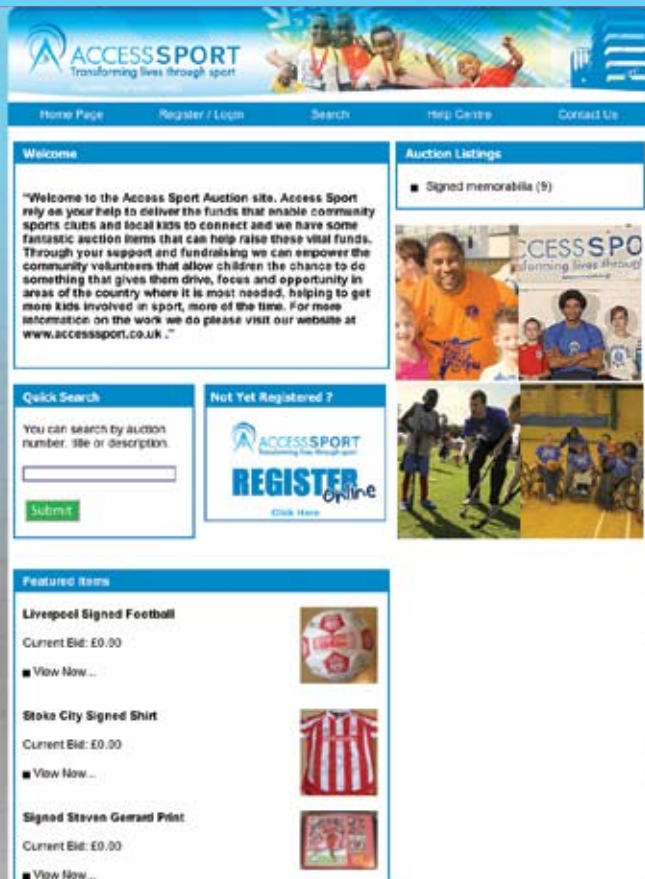 ACCESSSPORT
Transforming lives through sport
Home Page Register / Login Search Help Centre Contact Us
Welcome
"Welcome to the Access Sport Auction site. Access Sport
rely on your help to deliver the funds that enable community
sports clubs and local kids to connect and we have some
fantastic auction items that can help raise these vital funds.
Through your support and fundraising we can empower the
community volunteers that allow children the chance to do
something that gives them drive, focus and opportunity in
areas of the country where it is most needed, helping to get
more kids involved in sport, more of the time. For more
information on the work we do please visit our website at
www.accesssport.co.uk ."
Auction Listings
Signed memorabilia (9)
CCESS SPO
sforming lives through
Quick Search
You can search by auction
number, title or description.
Submit
Not Yet Registered ?
ACCESSSPORT
Transforming lives through sport
REGISTER
online
Click Here
Featured Items
Liverpool Signed Football
Current Bid: £0.00
View Now...
Stoke City Signed Shirt
Current Bid: £0.00
View Now...
Signed Steven Gerrard Print
Current Bid: £0.00
View Now...